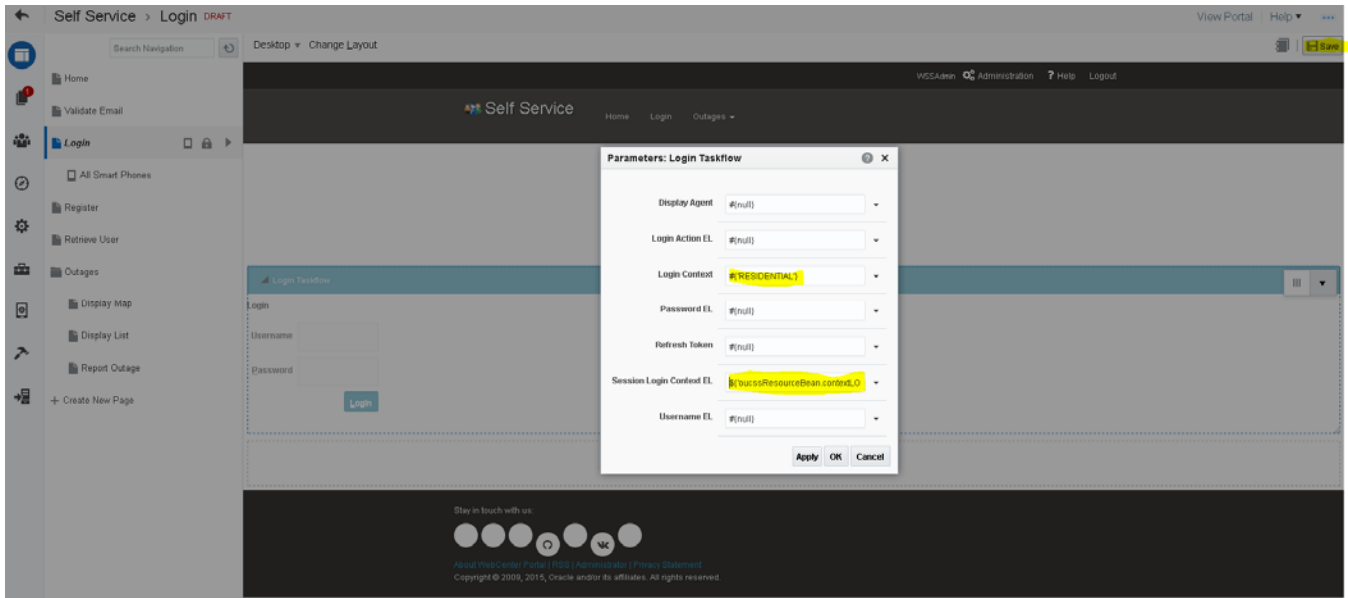 Self Service > Login DRAFT
View Portal Help ▾ ...
Search Navigation
Desktop Change Layout
Save
Home
Validate Email
Login
All Smart Phones
Register
Retrieve User
Outages
Display Map
Display List
Report Outage
+ Create New Page
WSSAdmin Administration ? Help Logout
Self Service
Home Login Outages
Parameters: Login Taskflow
Display Agent #{null}
Login Action EL #{null}
Login Context #{'RESIDENTIAL'}
Password EL #{null}
Refresh Token #{null}
Session Login Context EL ${'oucssResourceBean.contextLO
Username EL #{null}
Apply OK Cancel
Login Taskflow
Login
Username
Password
Login
Stay in touch with us:
About WebCenter Portal | RSS | Administrator | Privacy Statement
Copyright © 2009, 2015, Oracle and/or its affiliates. All rights reserved.